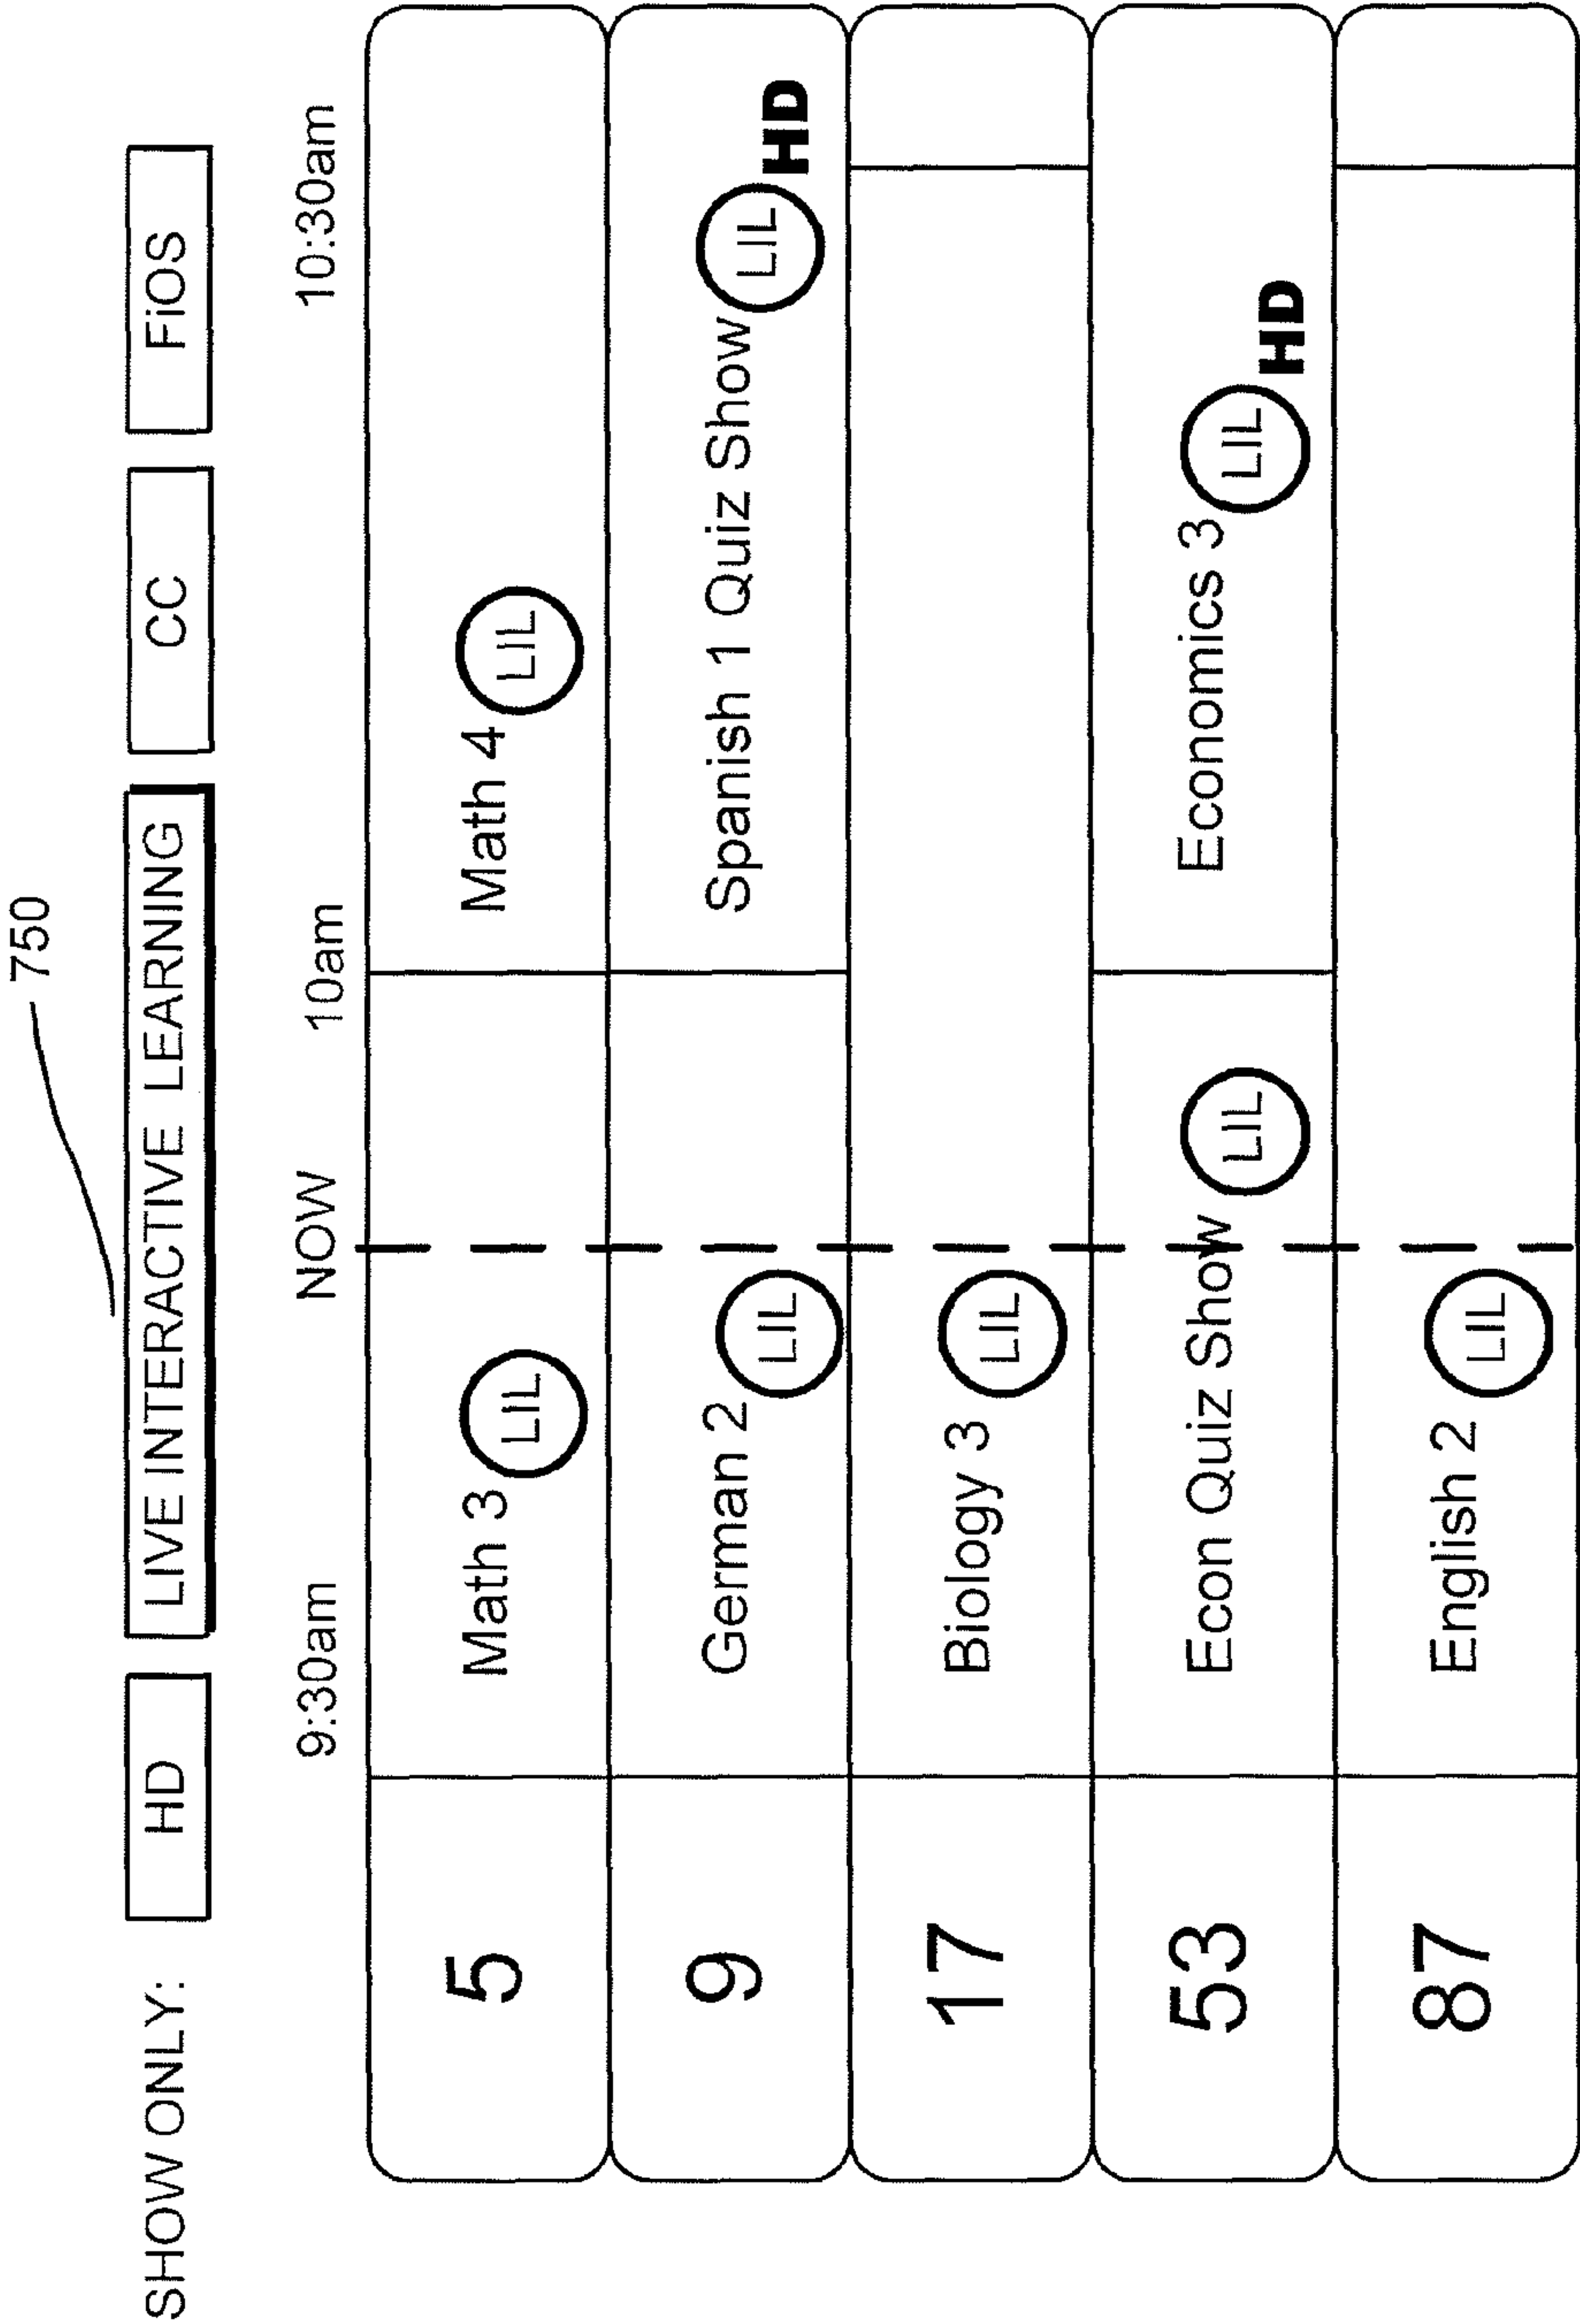 750
SHOW ONLY: HD LIVE INTERACTIVE LEARNING CC FiOS
9:30am NOW 10am 10:30am
5 Math 3 LIL Math 4 LIL
9 German 2 LIL Spanish 1 Quiz Show LIL HD
17 Biology 3 LIL
53 Econ Quiz Show LIL Economics 3 LIL HD
87 English 2 LIL